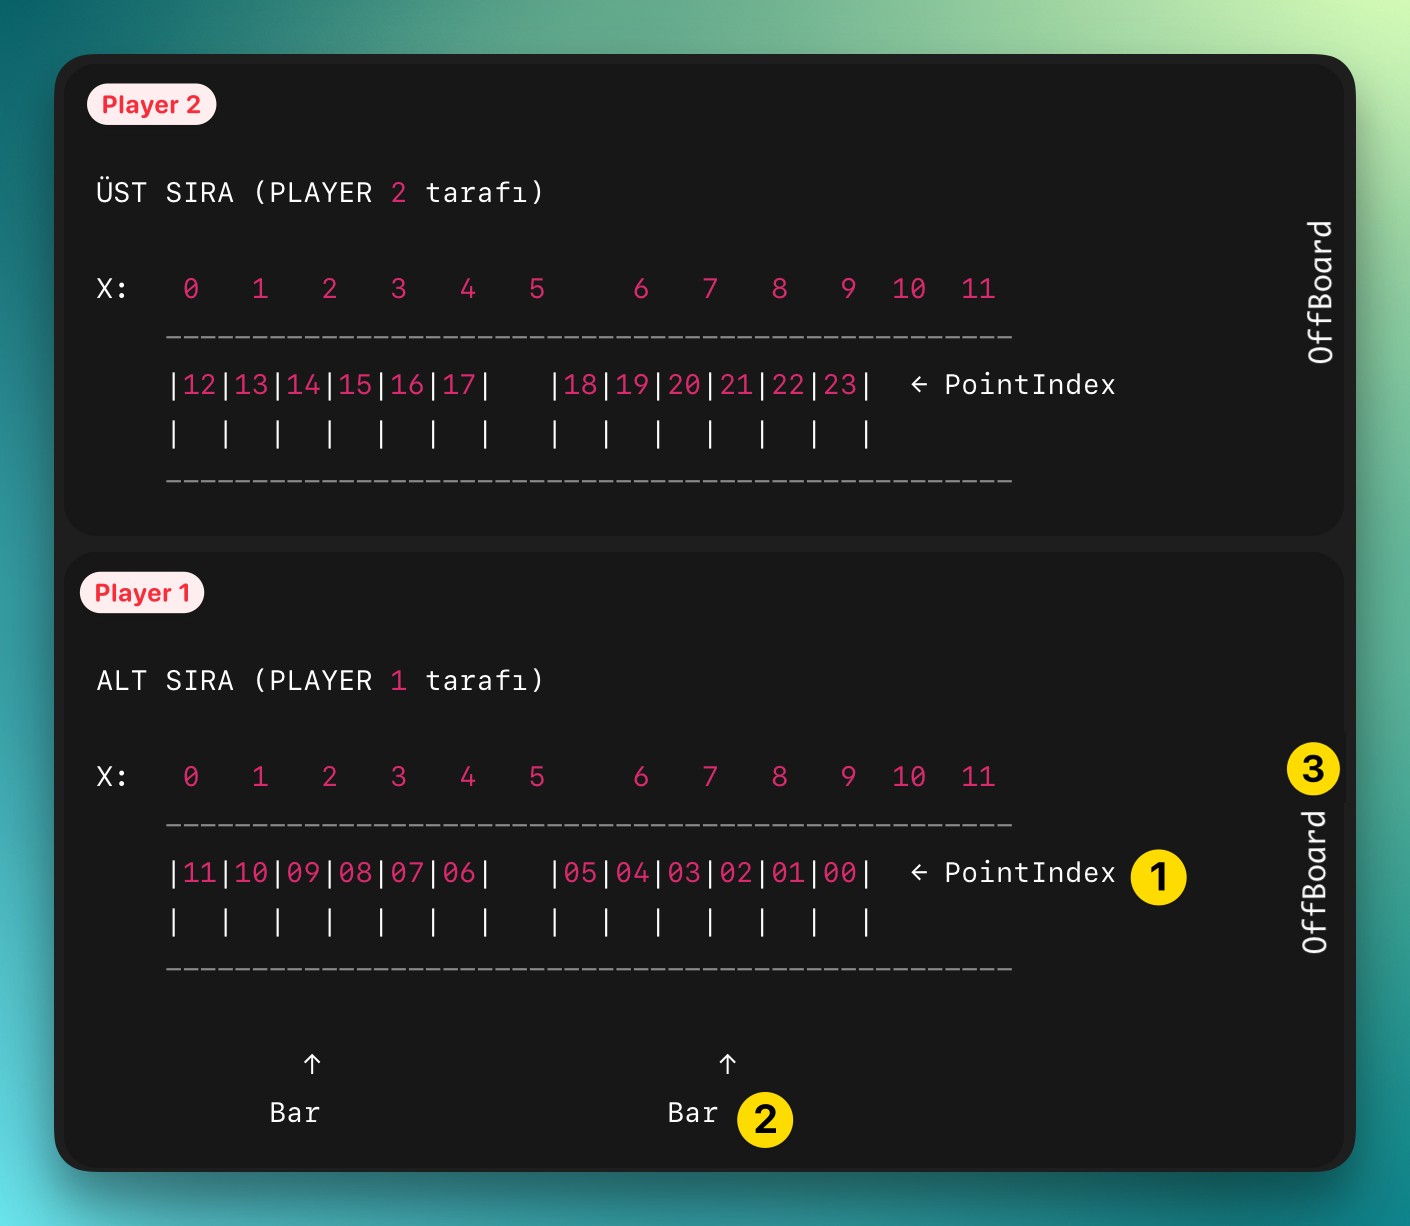 Player 2
ÜST SIRA (PLAYER 2 tarafı)
X: 0 1 2 3 4 5 6 7 8 9 10 11
|12|13|14|15|16|17| |18|19|20|21|22|23| ← PointIndex
OffBoard
Player 1
ALT SIRA (PLAYER 1 tarafı)
X: 0 1 2 3 4 5 6 7 8 9 10 11
|11|10|09|08|07|06| |05|04|03|02|01|00| ← PointIndex 1
3
OffBoard
↑ ↑
Bar Bar 2